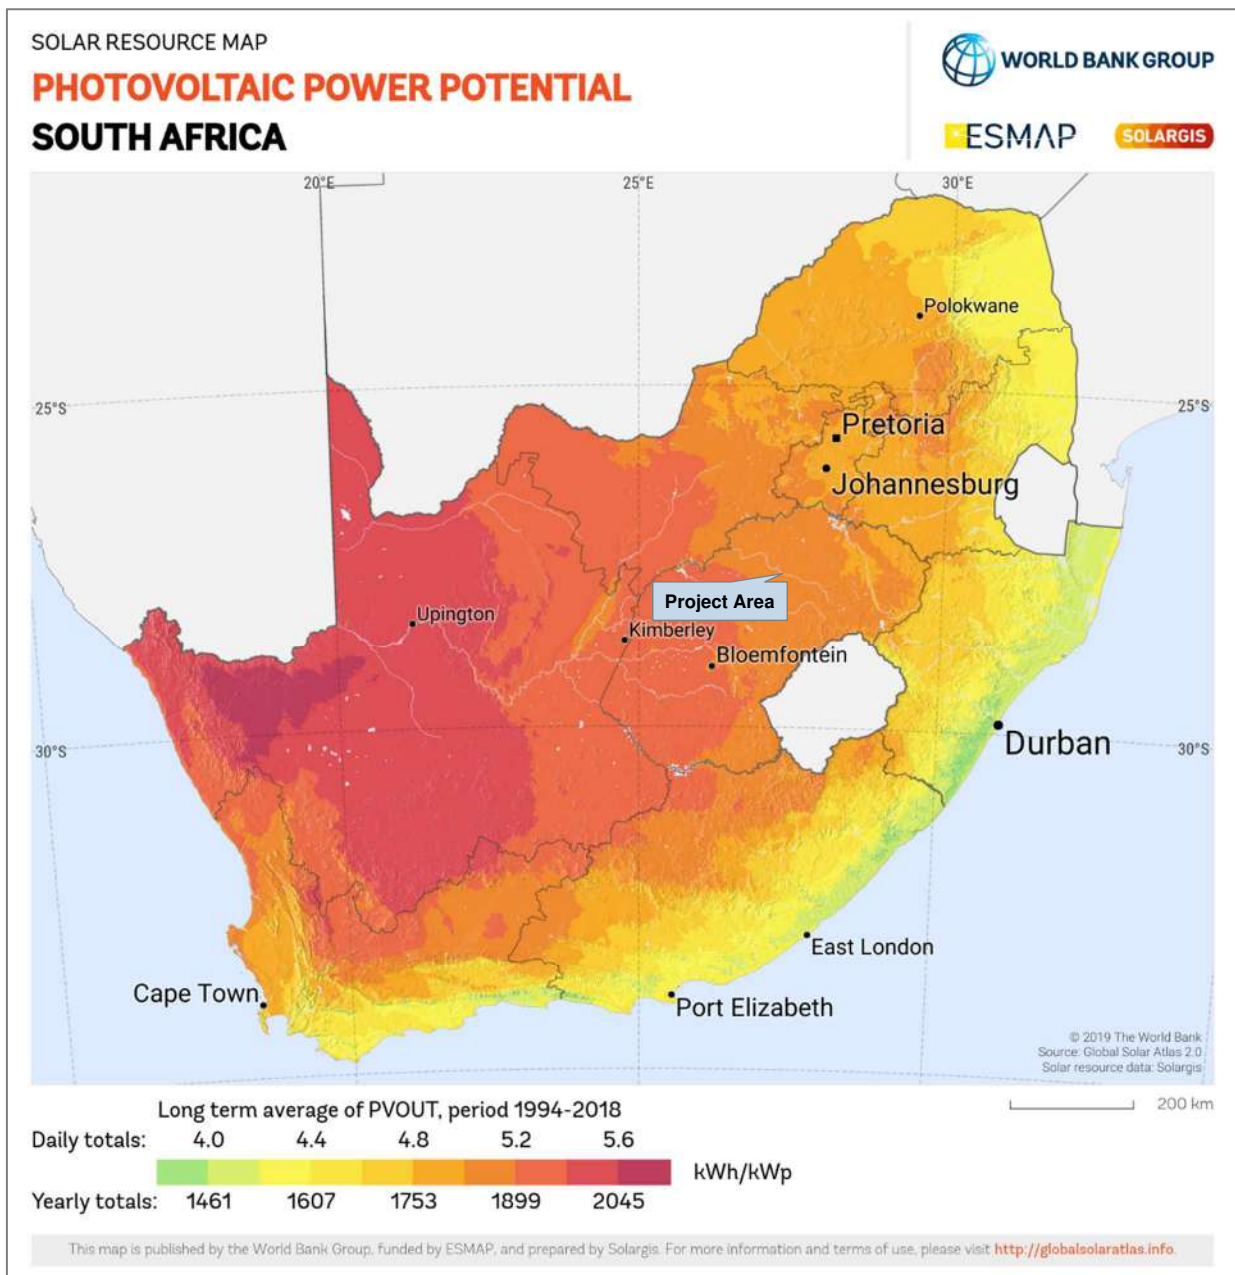 SOLAR RESOURCE MAP
PHOTOVOLTAIC POWER POTENTIAL
SOUTH AFRICA
WORLD BANK GROUP
ESMAP
SOLARGIS
20°E
25°E
30°E
Polokwane
25°S
25°S
Pretoria
Johannesburg
Project Area
Upington
Kimberley
Bloemfontein
30°S
Durban
30°S
East London
Cape Town
Port Elizabeth
© 2019 The World Bank
Source: Global Solar Atlas 2.0
Solar resource data: Solargis
200 km
Long term average of PVOUT, period 1994-2018
Daily totals: 4.0 4.4 4.8 5.2 5.6
kWh/kWp
Yearly totals: 1461 1607 1753 1899 2045
This map is published by the World Bank Group, funded by ESMAP, and prepared by Solargis. For more information and terms of use, please visit http://globalsolaratlas.info.